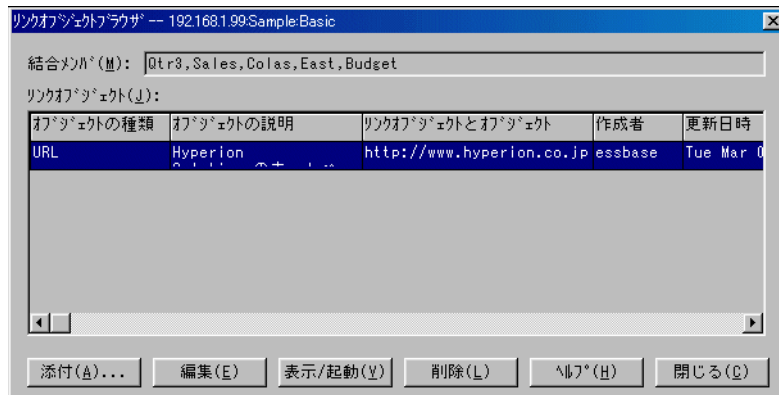 ﾘﾝｸｵﾌﾞｼﾞｪｸﾄﾌﾞﾗｳｻﾞ -- 192.168.1.99:Sample:Basic
結合ﾒﾝﾊﾞ(M): Qtr3,Sales,Colas,East,Budget
ﾘﾝｸｵﾌﾞｼﾞｪｸﾄ(J):
ｵﾌﾞｼﾞｪｸﾄの種類 ｵﾌﾞｼﾞｪｸﾄの説明 ﾘﾝｸｵﾌﾞｼﾞｪｸﾄとｵﾌﾞｼﾞｪｸﾄ 作成者 更新日時
URL Hyperion http://www.hyperion.co.jp essbase Tue Mar
添付(A)... 編集(E) 表示/起動(V) 削除(L) ﾍﾙﾌﾟ(H) 閉じる(C)